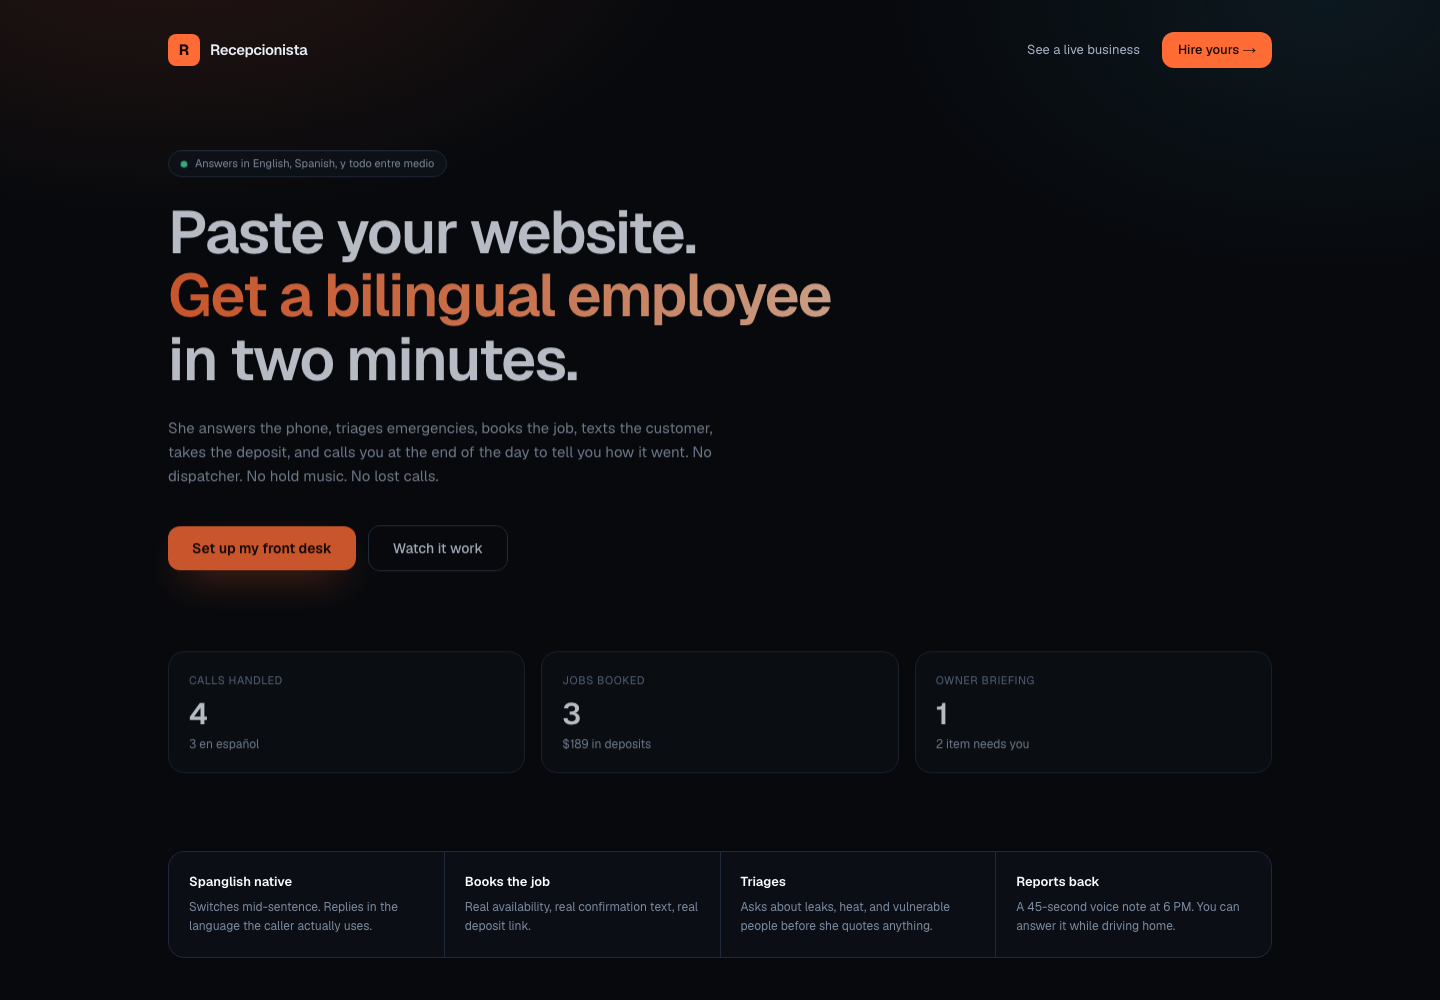 R Recepcionista
See a live business
Hire yours →
Answers in English, Spanish, y todo entre medio
Paste your website.
Get a bilingual employee
in two minutes.
She answers the phone, triages emergencies, books the job, texts the customer,
takes the deposit, and calls you at the end of the day to tell you how it went. No
dispatcher. No hold music. No lost calls.
Set up my front desk
Watch it work
CALLS HANDLED
4
3 en español
JOBS BOOKED
3
$189 in deposits
OWNER BRIEFING
1
2 item needs you
Spanglish native
Switches mid-sentence. Replies in the
language the caller actually uses.
Books the job
Real availability, real confirmation text, real
deposit link.
Triages
Asks about leaks, heat, and vulnerable
people before she quotes anything.
Reports back
A 45-second voice note at 6 PM. You can
answer it while driving home.